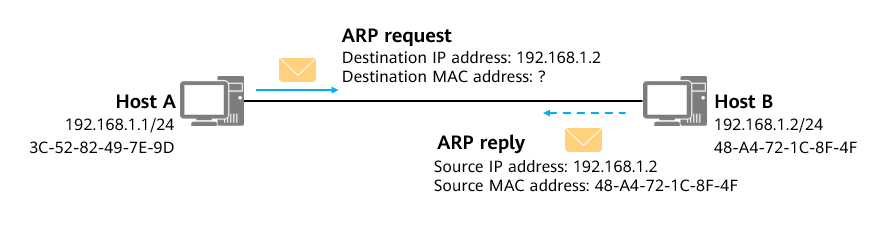 ARP request
Destination IP address: 192.168.1.2
Destination MAC address: ?
Host A
192.168.1.1/24
3C-52-82-49-7E-9D
Host B
192.168.1.2/24
48-A4-72-1C-8F-4F
ARP reply
Source IP address: 192.168.1.2
Source MAC address: 48-A4-72-1C-8F-4F